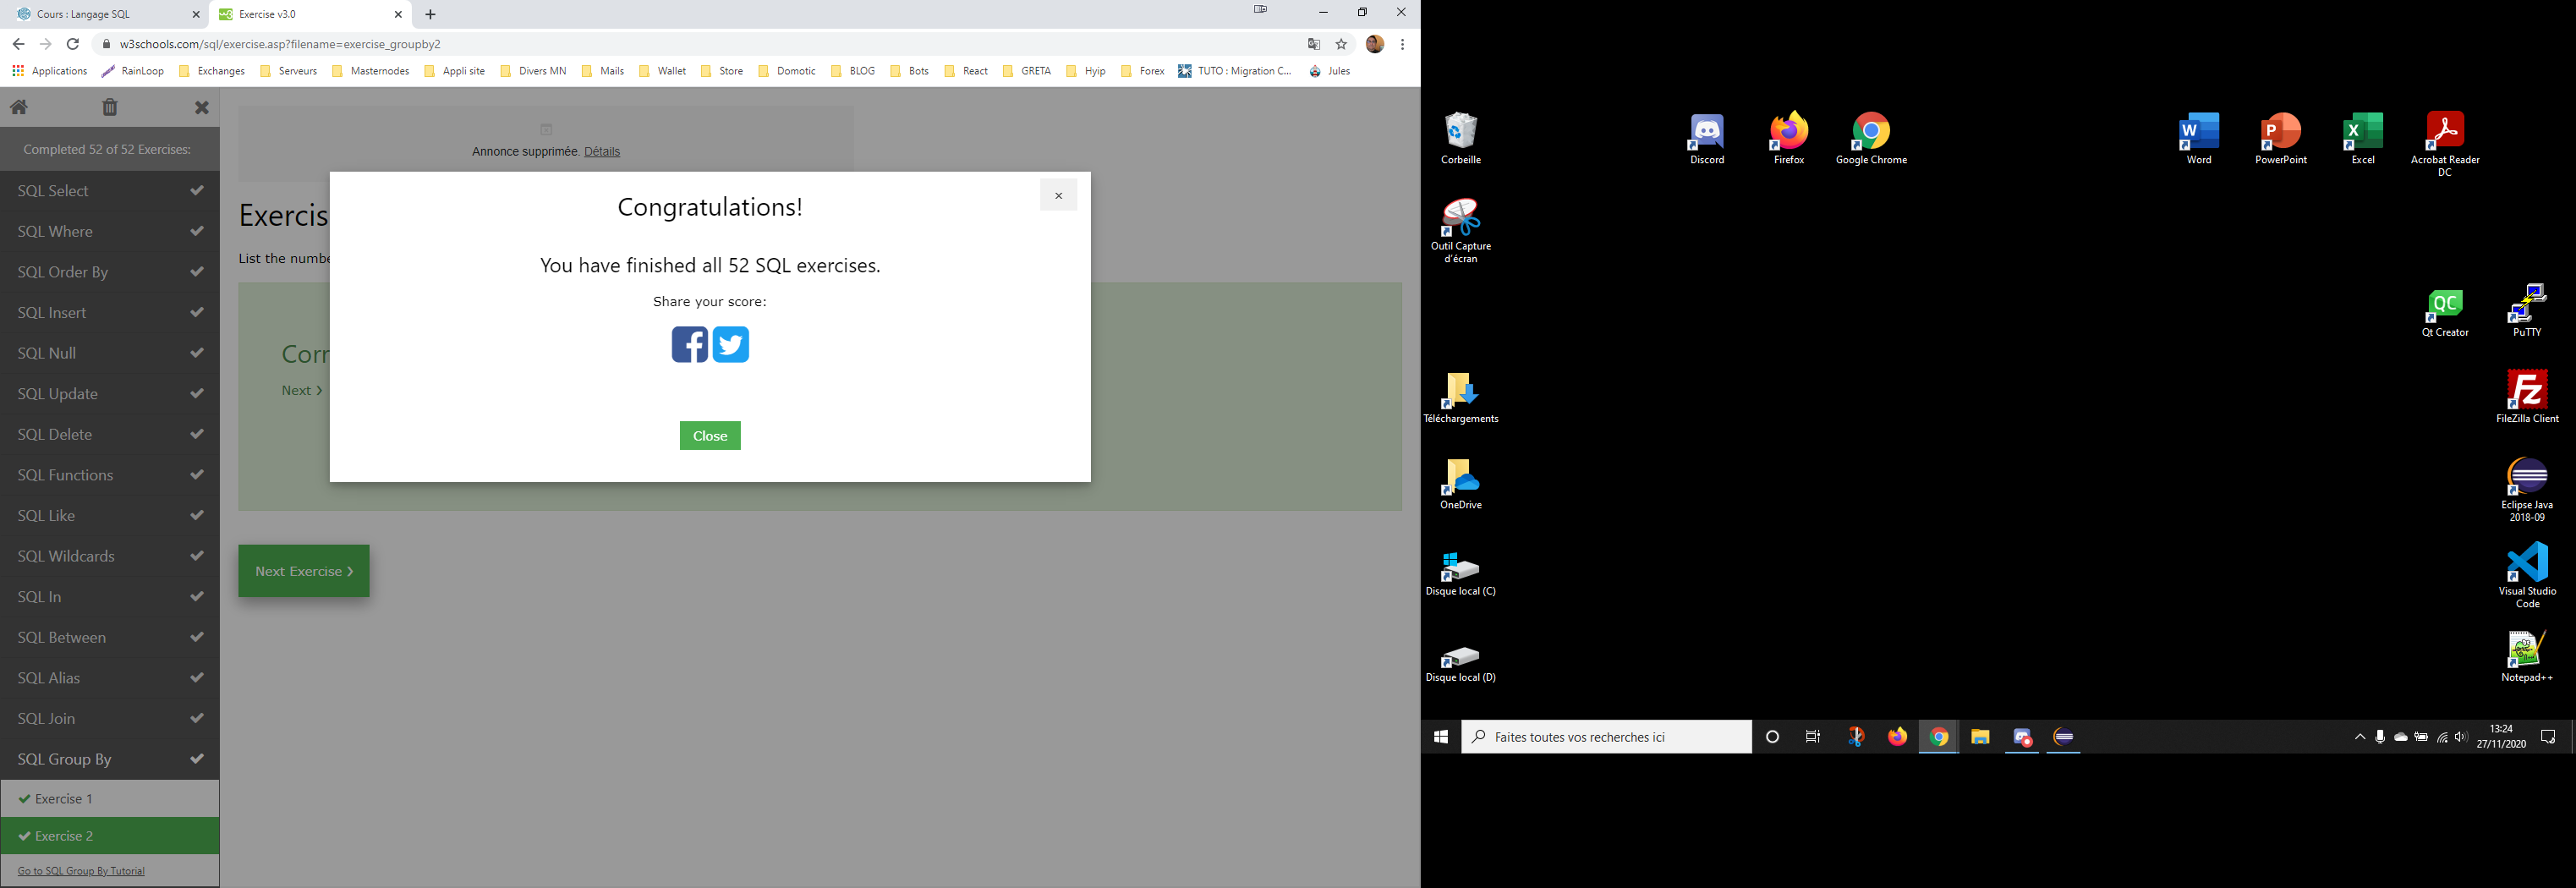 Cours : Langage SQL
Exercise v3.0
w3schools.com/sql/exercise.asp?filename=exercise_groupby2
Applications RainLoop Exchanges Serveurs Masternodes Appli site Divers MN Mails Wallet Store Domotic BLOG Bots React GRETA Hyip Forex TUTO : Migration C... Jules
Completed 52 of 52 Exercises:
SQL Select
SQL Where
SQL Order By
SQL Insert
SQL Null
SQL Update
SQL Delete
SQL Functions
SQL Like
SQL Wildcards
SQL In
SQL Between
SQL Alias
SQL Join
SQL Group By
Exercise 1
Exercise 2
Go to SQL Group By Tutorial
Annonce supprimée. Détails
Exercis
List the numbe
Corr
Next ❯
Next Exercise ❯
Congratulations!
×
You have finished all 52 SQL exercises.
Share your score:
Close
Corbeille
Discord
Firefox
Google Chrome
Word
PowerPoint
Excel
Acrobat Reader
DC
Outil Capture
d'écran
QC
Qt Creator
PuTTY
Téléchargements
FileZilla Client
OneDrive
Eclipse Java
2018-09
Disque local (C)
Visual Studio
Code
Disque local (D)
Notepad++
Faites toutes vos recherches ici
13:24
27/11/2020